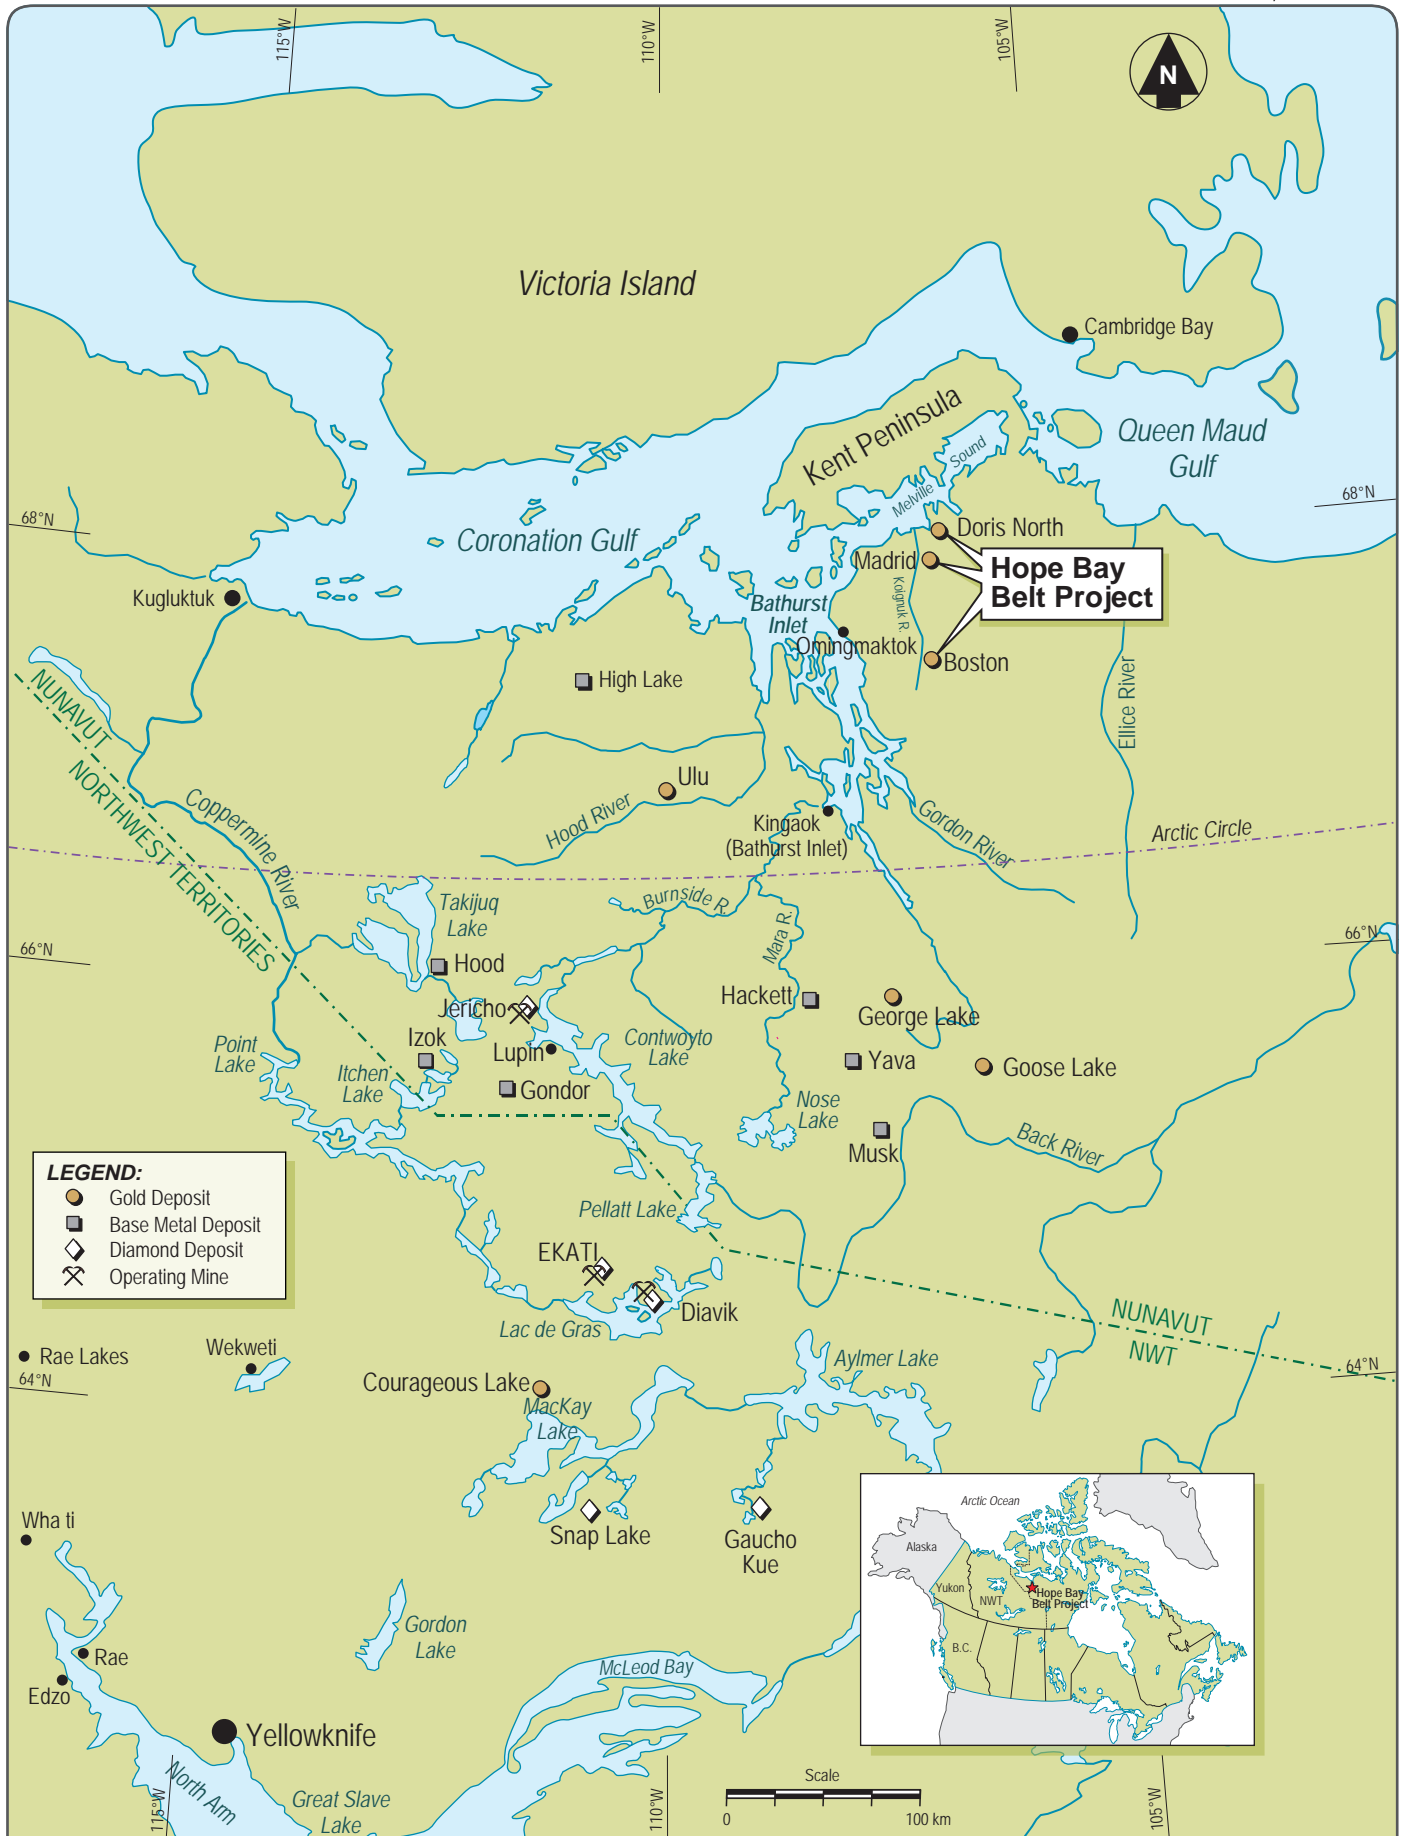 115°W
110°W
105°W
N
Victoria Island
Cambridge Bay
Kent Peninsula
Queen Maud
Gulf
Melville
Sound
68°N
68°N
Coronation Gulf
Doris North
Madrid
Hope Bay
Belt Project
Koignuk R.
Kugluktuk
Bathurst
Inlet
Omingmaktok
Boston
High Lake
Ellice River
NUNAVUT
NORTHWEST TERRITORIES
Ulu
Coppermine River
Hood River
Kingaok
(Bathurst Inlet)
Gordon River
Arctic Circle
Takijuq
Lake
Burnside R.
Mara R.
66°N
66°N
Hood
Hackett
George Lake
Jericho
Izok
Lupin
Contwoyto
Lake
Point
Lake
Itchen
Lake
Yava
Goose Lake
Gondor
Nose
Lake
Musk
Back River
LEGEND:
Gold Deposit
Base Metal Deposit
Diamond Deposit
Operating Mine
Pellatt Lake
EKATI
Diavik
Lac de Gras
NUNAVUT
NWT
Rae Lakes
Wekweti
Aylmer Lake
64°N
64°N
Courageous Lake
MacKay
Lake
Snap Lake
Gaucho
Kue
Wha ti
Arctic Ocean
Alaska
Yukon
NWT
Hope Bay
Belt Project
B.C.
Gordon
Lake
Rae
Edzo
McLeod Bay
Yellowknife
North Arm
Great Slave
Lake
Scale
0
100 km
115°W
110°W
105°W